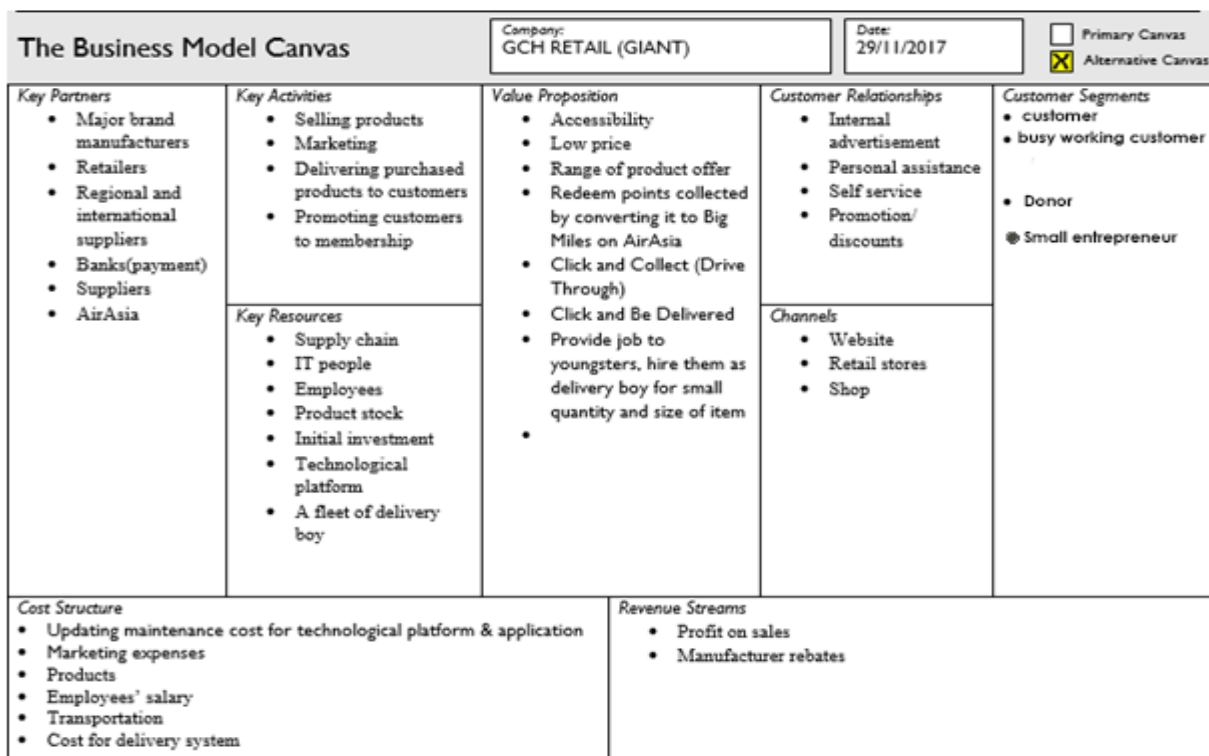 The Business Model Canvas
Company:
GCH RETAIL (GIANT)
Date:
29/11/2017
Primary Canvas
X Alternative Canvas
Key Partners
• Major brand
manufacturers
• Retailers
• Regional and
international
suppliers
• Banks(payment)
• Suppliers
• AirAsia
Key Activities
• Selling products
• Marketing
• Delivering purchased
products to customers
• Promoting customers
to membership
Key Resources
• Supply chain
• IT people
• Employees
• Product stock
• Initial investment
• Technological
platform
• A fleet of delivery
boy
Value Proposition
• Accessibility
• Low price
• Range of product offer
• Redeem points collected
by converting it to Big
Miles on AirAsia
• Click and Collect (Drive
Through)
• Click and Be Delivered
• Provide job to
youngsters, hire them as
delivery boy for small
quantity and size of item
•
Customer Relationships
• Internal
advertisement
• Personal assistance
• Self service
• Promotion/
discounts
Channels
• Website
• Retail stores
• Shop
Customer Segments
• customer
• busy working customer
• Donor
• Small entrepreneur
Cost Structure
• Updating maintenance cost for technological platform & application
• Marketing expenses
• Products
• Employees’ salary
• Transportation
• Cost for delivery system
Revenue Streams
• Profit on sales
• Manufacturer rebates